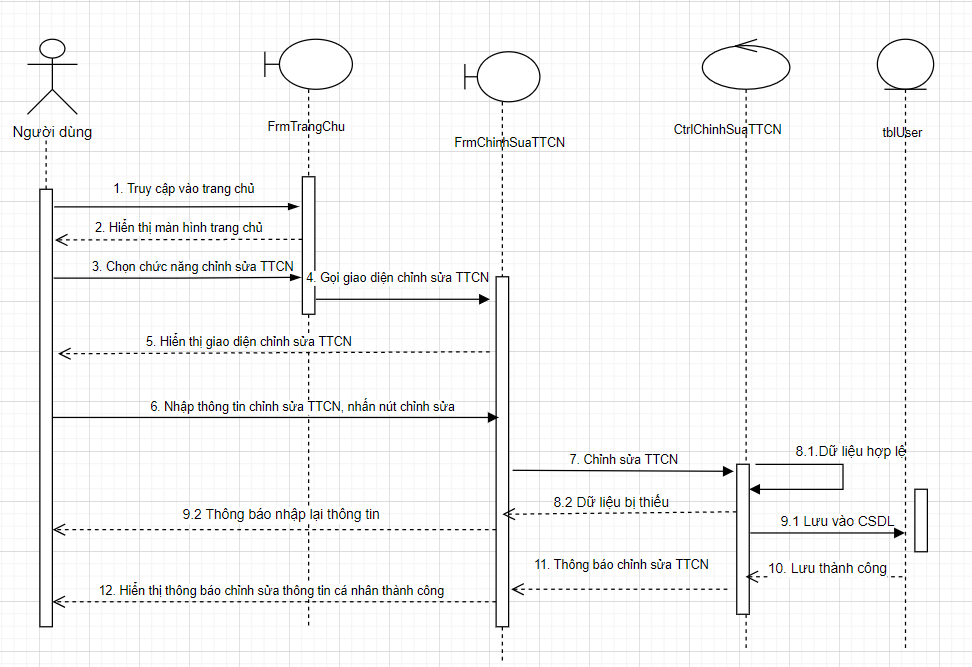 Người dùng
FrmTrangChu
FrmChinhSuaTTCN
CtrlChinhSuaTTCN
tblUser
1. Truy cập vào trang chủ
2. Hiển thị màn hình trang chủ
3. Chọn chức năng chỉnh sửa TTCN
4. Gọi giao diện chỉnh sửa TTCN
5. Hiển thị giao diện chỉnh sửa TTCN
6. Nhập thông tin chỉnh sửa TTCN, nhấn nút chỉnh sửa
7. Chỉnh sửa TTCN
8.1.Dữ liệu hợp lệ
8.2 Dữ liệu bị thiếu
9.2 Thông báo nhập lại thông tin
9.1 Lưu vào CSDL
10. Lưu thành công
11. Thông báo chỉnh sửa TTCN
12. Hiển thị thông báo chỉnh sửa thông tin cá nhân thành công